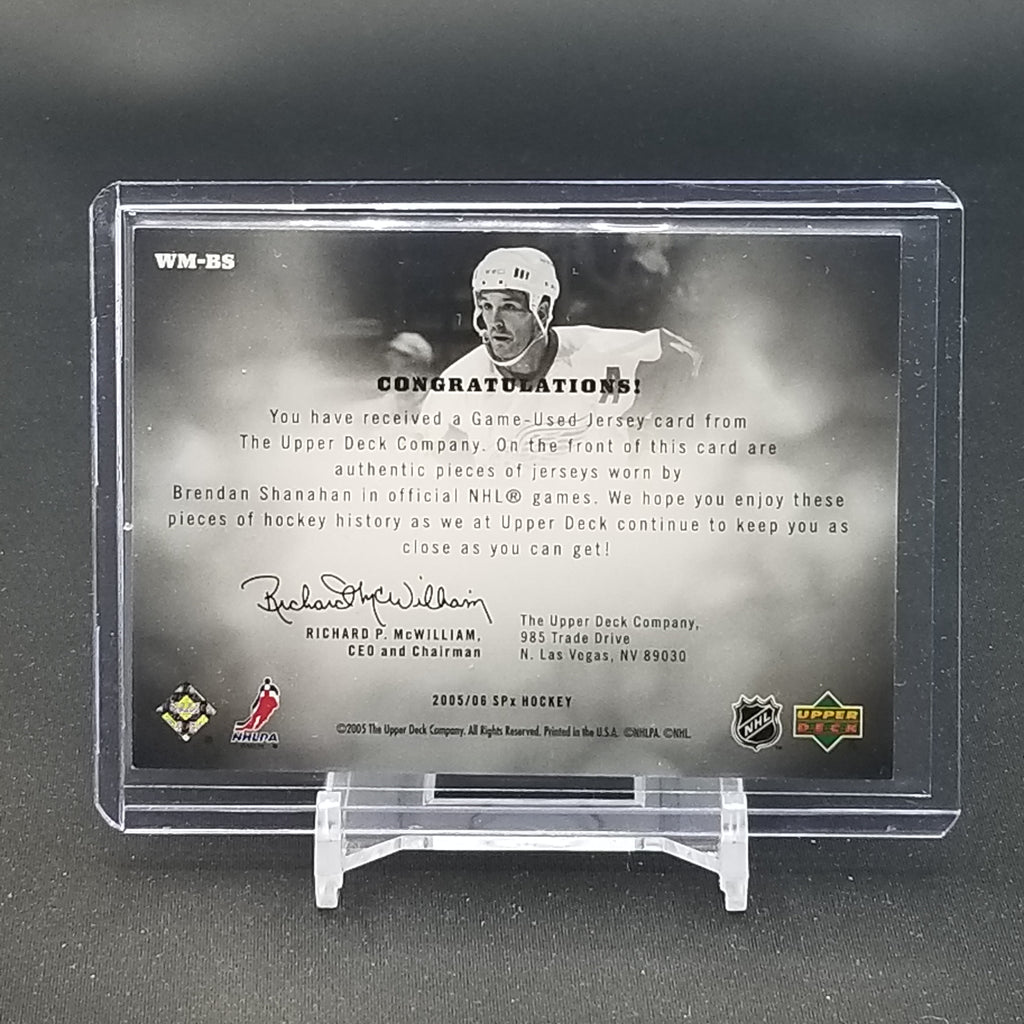 WM-BS
A
CONGRATULATIONS!
You have received a Game-Used Jersey card from
The Upper Deck Company. On the front of this card are
authentic pieces of jerseys worn by
Brendan Shanahan in official NHL® games. We hope you enjoy these
pieces of hockey history as we at Upper Deck continue to keep you as
close as you can get!
Richard McWilliam
RICHARD P. McWILLIAM,
CEO and Chairman
The Upper Deck Company,
985 Trade Drive
N. Las Vegas, NV 89030
2005/06 SPx HOCKEY
©2005 The Upper Deck Company. All Rights Reserved. Printed in the U.S.A. ©NHLPA. ©NHL.
NHLPA
NHL
UPPER
DECK